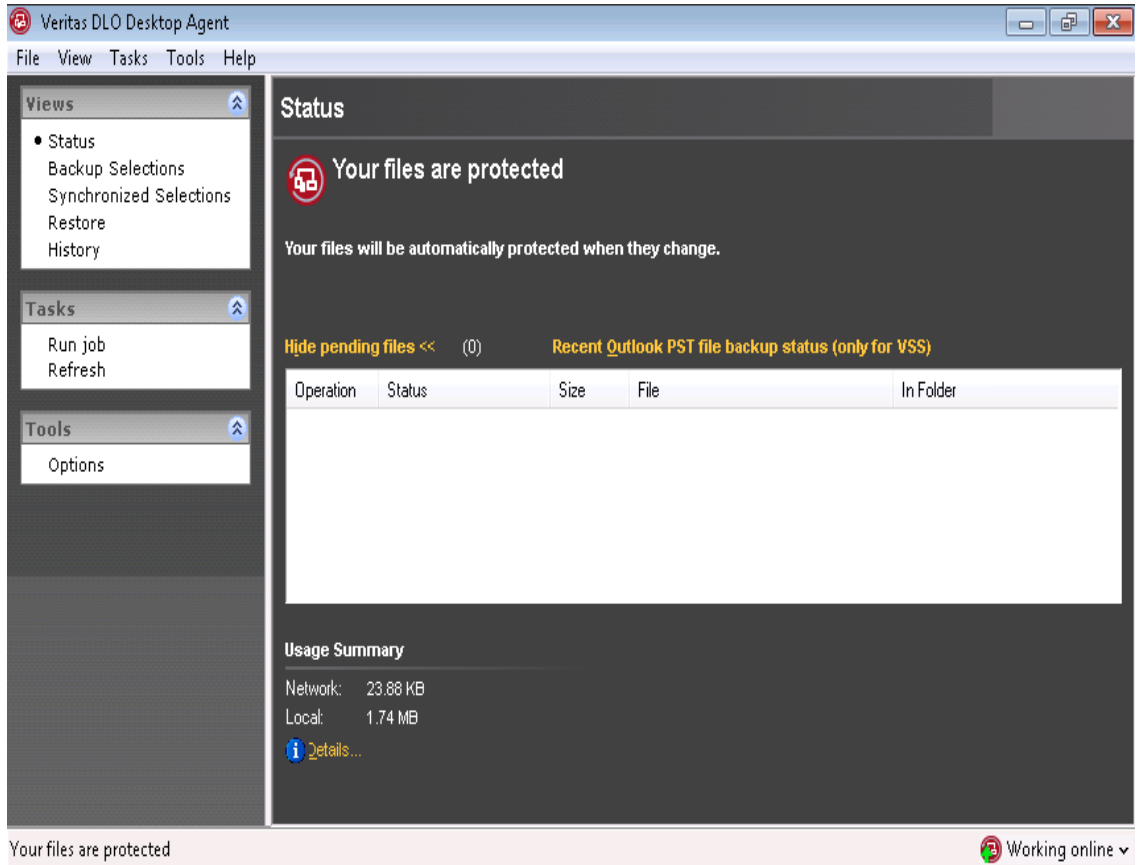 Veritas DLO Desktop Agent
File View Tasks Tools Help
Views
Status
Backup Selections
Synchronized Selections
Restore
History
Tasks
Run job
Refresh
Tools
Options
Status
Your files are protected
Your files will be automatically protected when they change.
Hide pending files << (0) Recent Outlook PST file backup status (only for VSS)
Operation Status Size File In Folder
Usage Summary
Network: 23.88 KB
Local: 1.74 MB
Details...
Your files are protected Working online